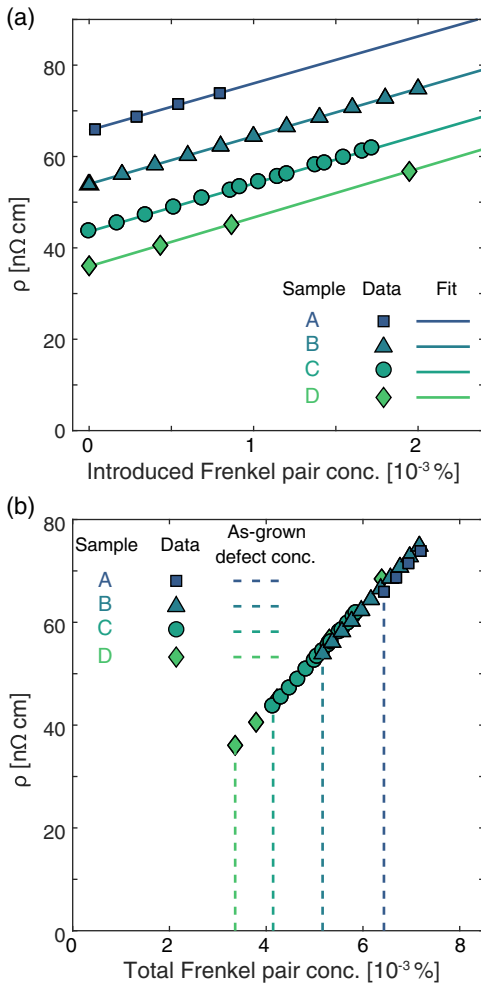 (a)
80
60
40
20
0
ρ [nΩ cm]
Sample Data Fit
A
B
C
D
0 1 2
Introduced Frenkel pair conc. [10⁻³ %]
(b)
80
60
40
20
0
ρ [nΩ cm]
Sample Data As-grown
defect conc.
A
B
C
D
0 2 4 6 8
Total Frenkel pair conc. [10⁻³ %]